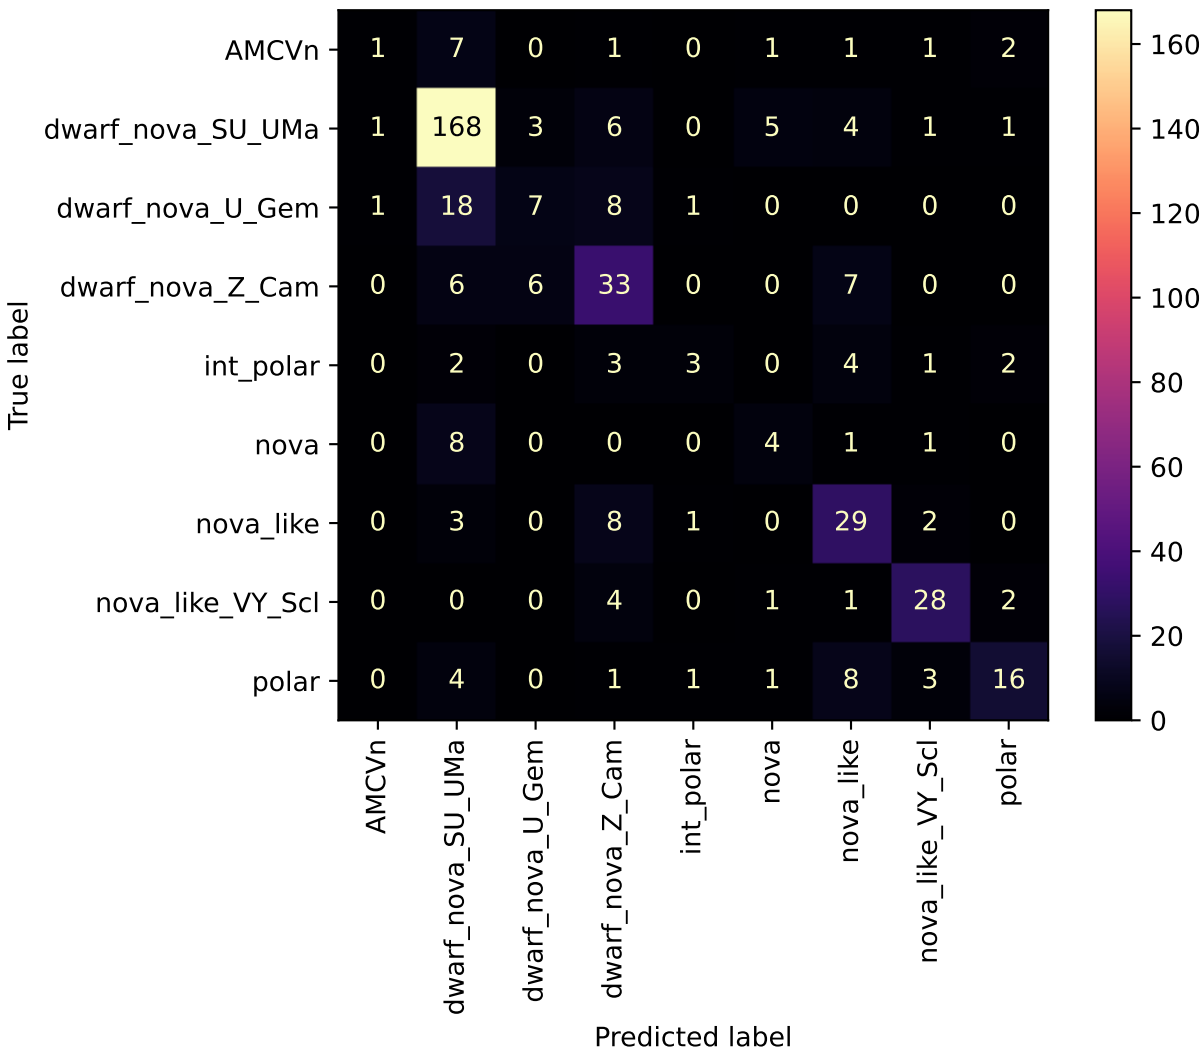 AMCVn 1 7 0 1 0 1 1 1 2
dwarf_nova_SU_UMa 1 168 3 6 0 5 4 1 1
dwarf_nova_U_Gem 1 18 7 8 1 0 0 0 0
dwarf_nova_Z_Cam 0 6 6 33 0 0 7 0 0
int_polar 0 2 0 3 3 0 4 1 2
nova 0 8 0 0 0 4 1 1 0
nova_like 0 3 0 8 1 0 29 2 0
nova_like_VY_Scl 0 0 0 4 0 1 1 28 2
polar 0 4 0 1 1 1 8 3 16
True label
AMCVn
dwarf_nova_SU_UMa
dwarf_nova_U_Gem
dwarf_nova_Z_Cam
int_polar
nova
nova_like
nova_like_VY_Scl
polar
Predicted label
160
140
120
100
80
60
40
20
0